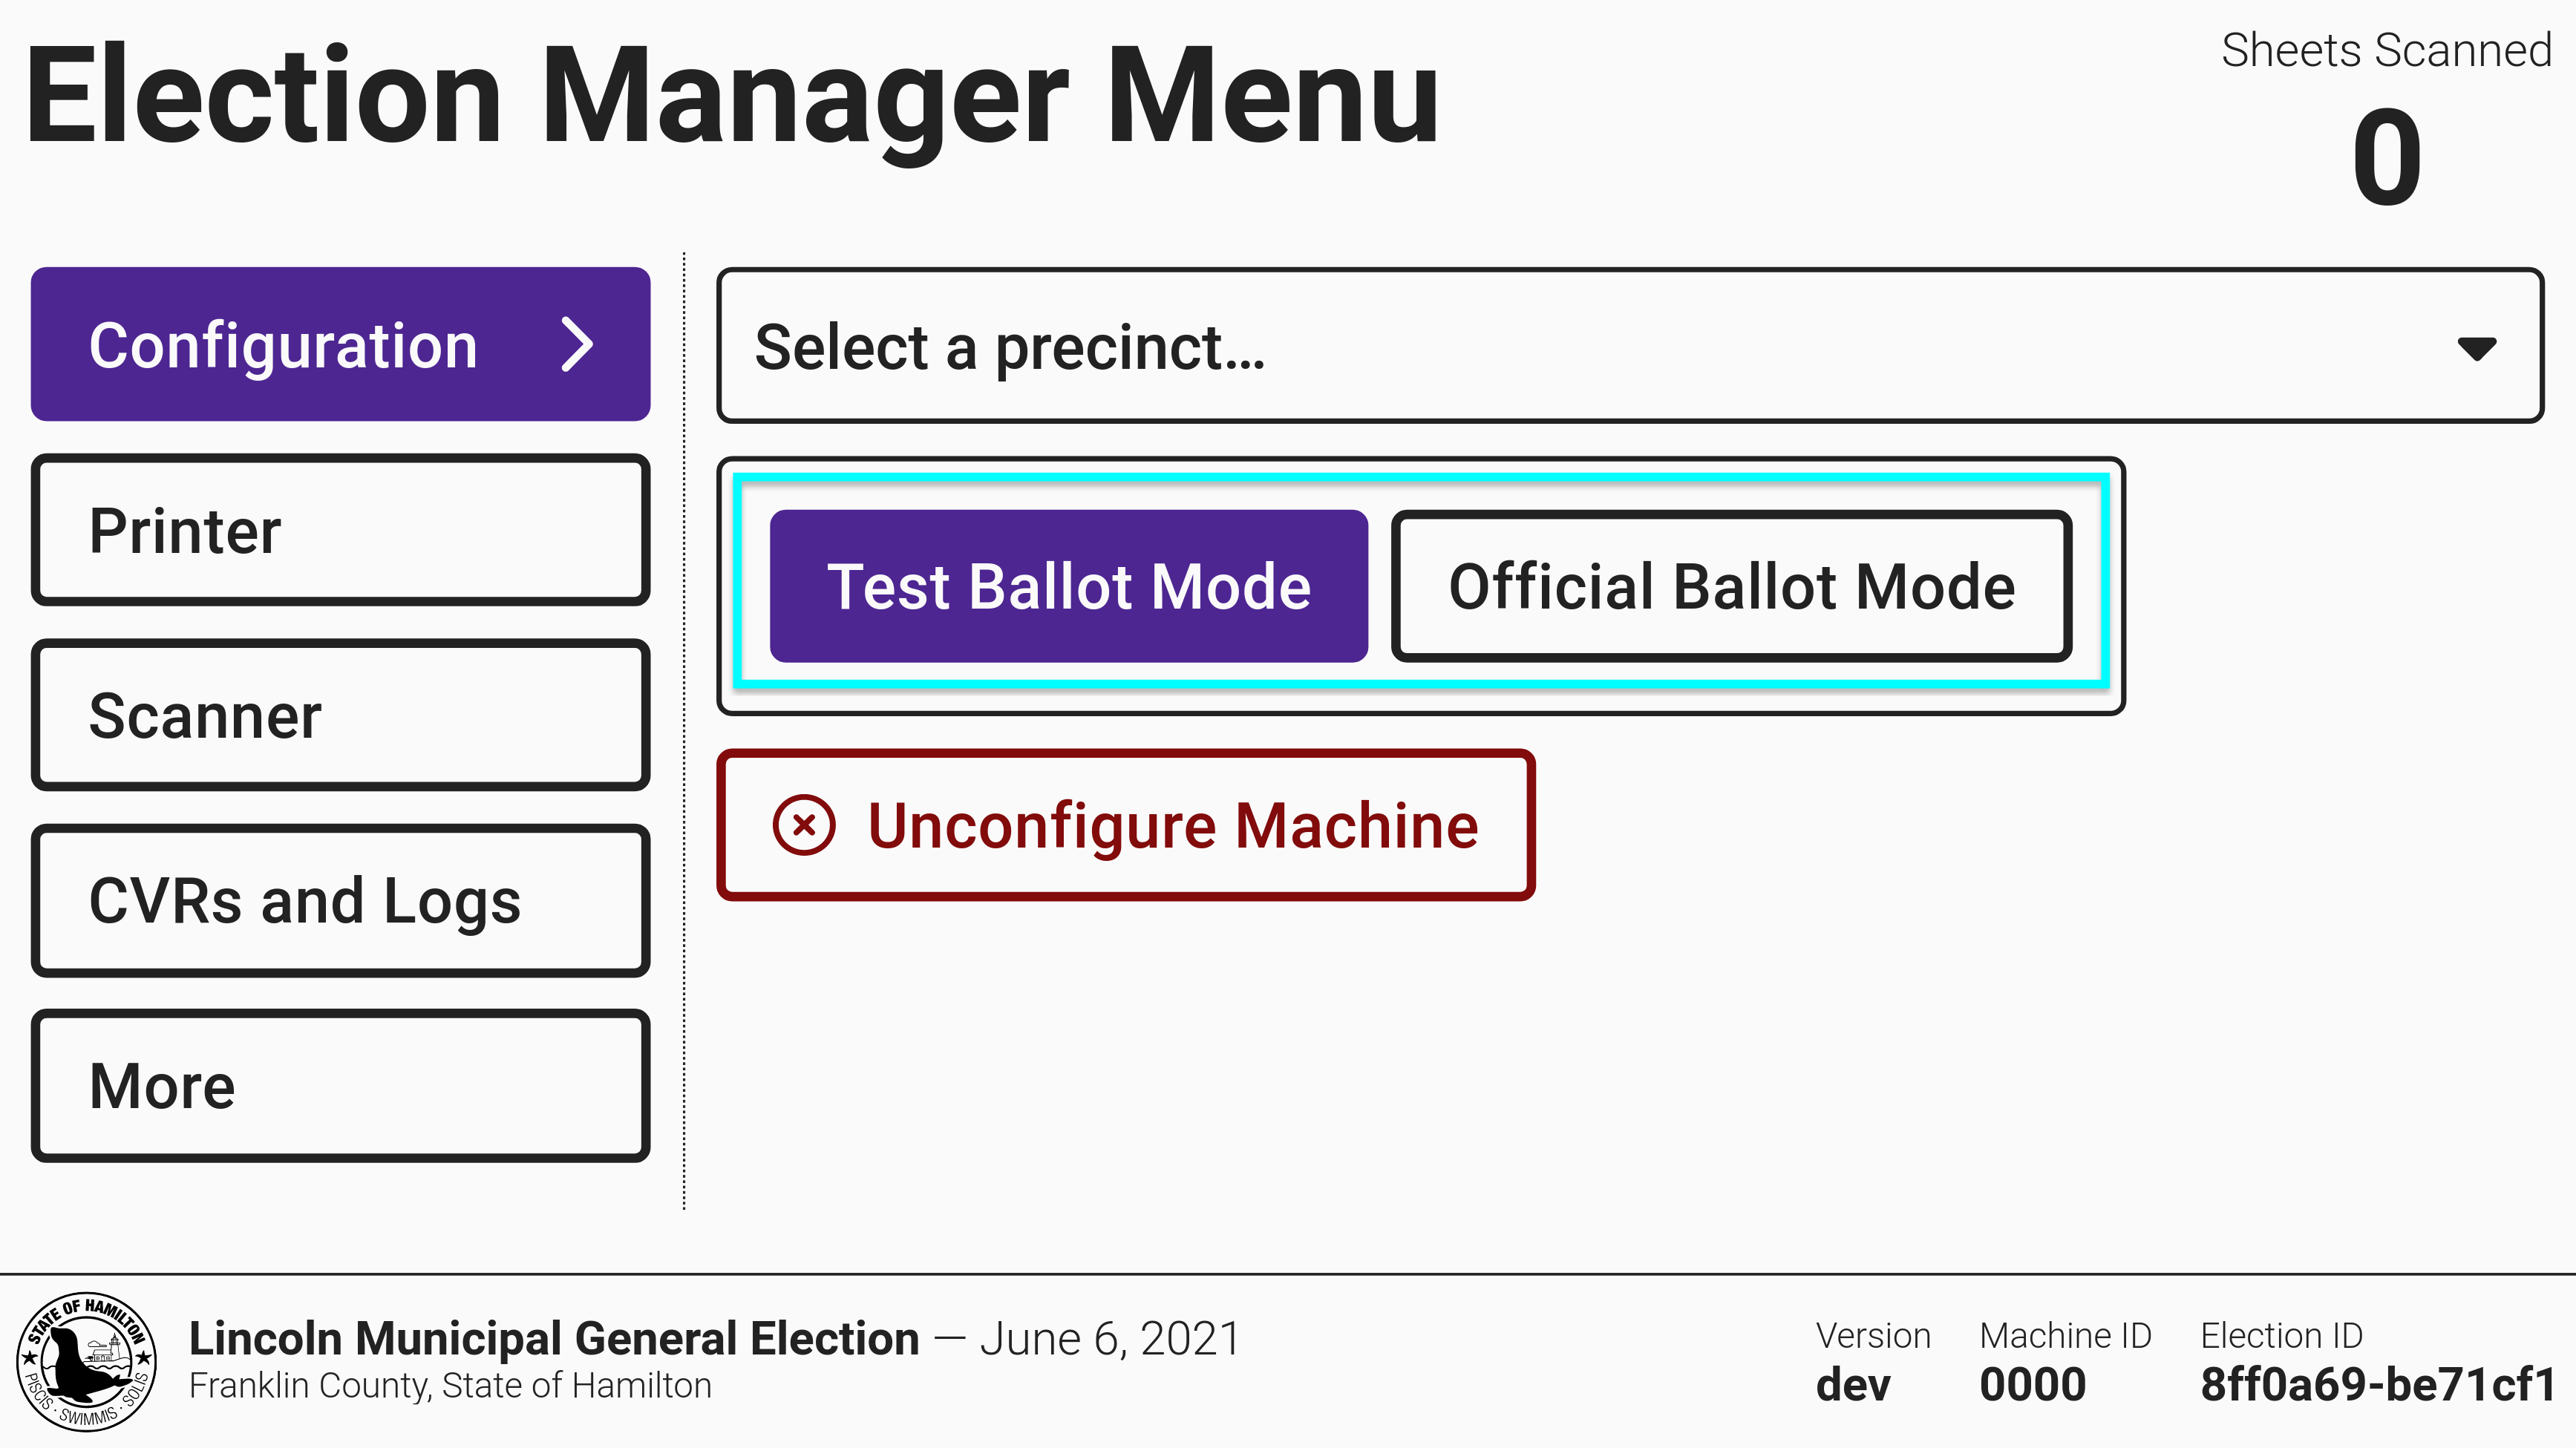 Election Manager Menu
Sheets Scanned
0
Configuration
Printer
Scanner
CVRs and Logs
More
Select a precinct…
Test Ballot Mode
Official Ballot Mode
Unconfigure Machine
STATE OF HAMILTON
PISCIS · SWIMMIS · SOLIS
Lincoln Municipal General Election — June 6, 2021
Franklin County, State of Hamilton
Version
dev
Machine ID
0000
Election ID
8ff0a69-be71cf1